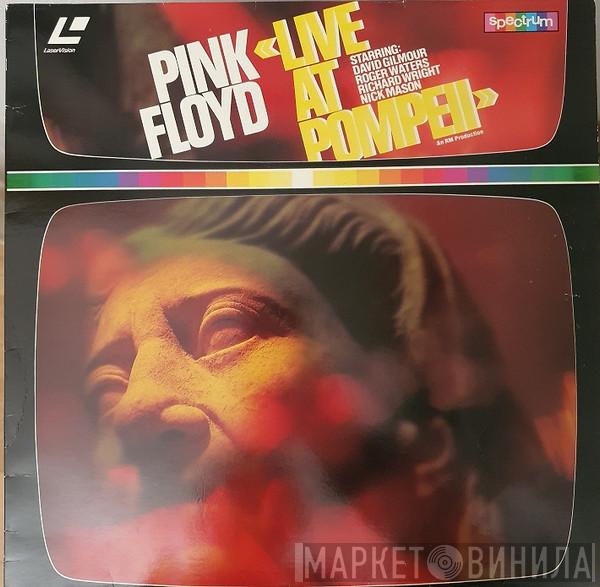 LaserVision
PINK
FLOYD
«LIVE
AT
POMPEII»
STARRING:
DAVID GILMOUR
ROGER WATERS
RICHARD WRIGHT
NICK MASON
An RM Production
spectrum
МАРКЕТ ВИНИЛА